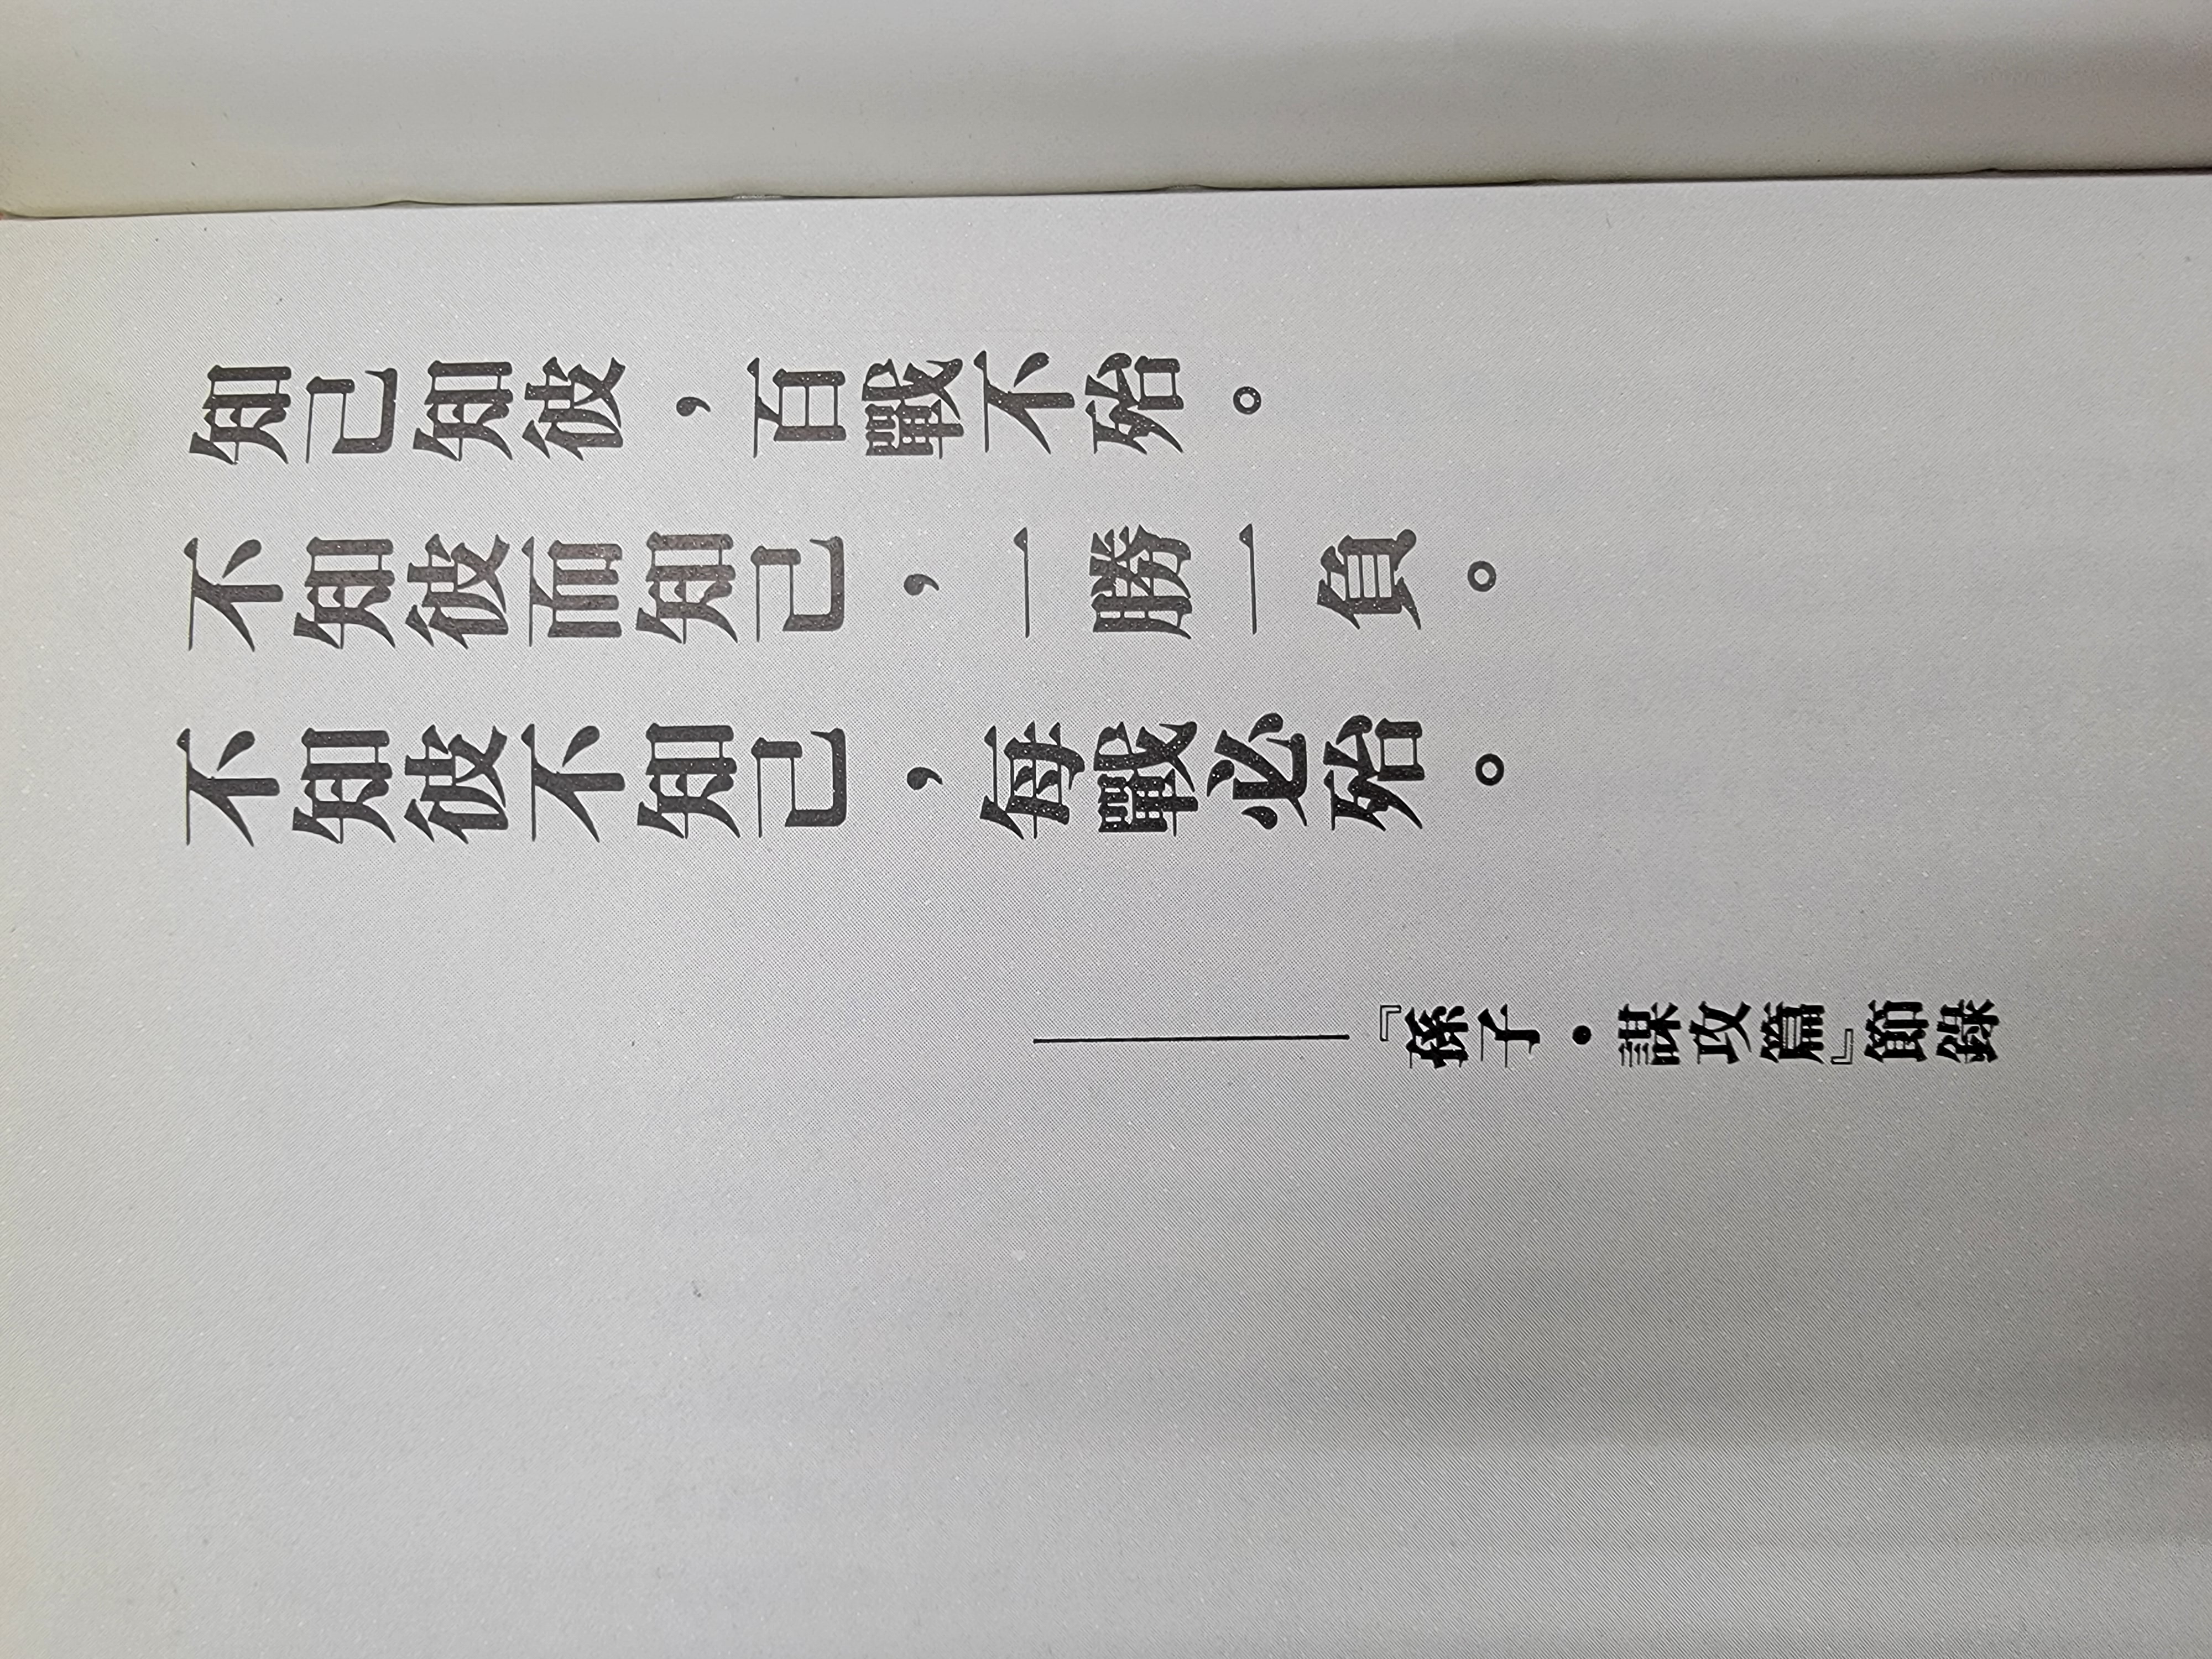 知己知彼，百戰不殆。
不知彼而知己，一勝一負。
不知彼不知己，每戰必殆。
——『孫子・謀攻篇』節錄